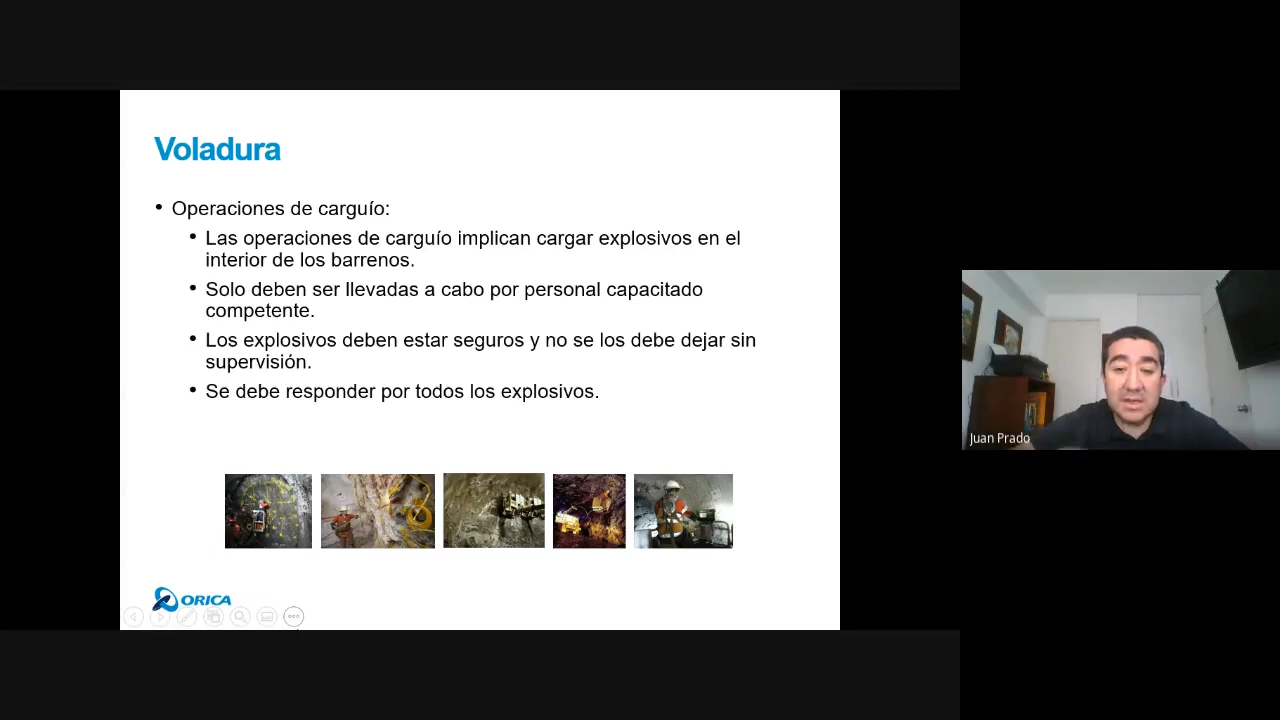 Voladura
• Operaciones de carguío:
• Las operaciones de carguío implican cargar explosivos en el
interior de los barrenos.
• Solo deben ser llevadas a cabo por personal capacitado
competente.
• Los explosivos deben estar seguros y no se los debe dejar sin
supervisión.
• Se debe responder por todos los explosivos.
ORICA
Juan Prado